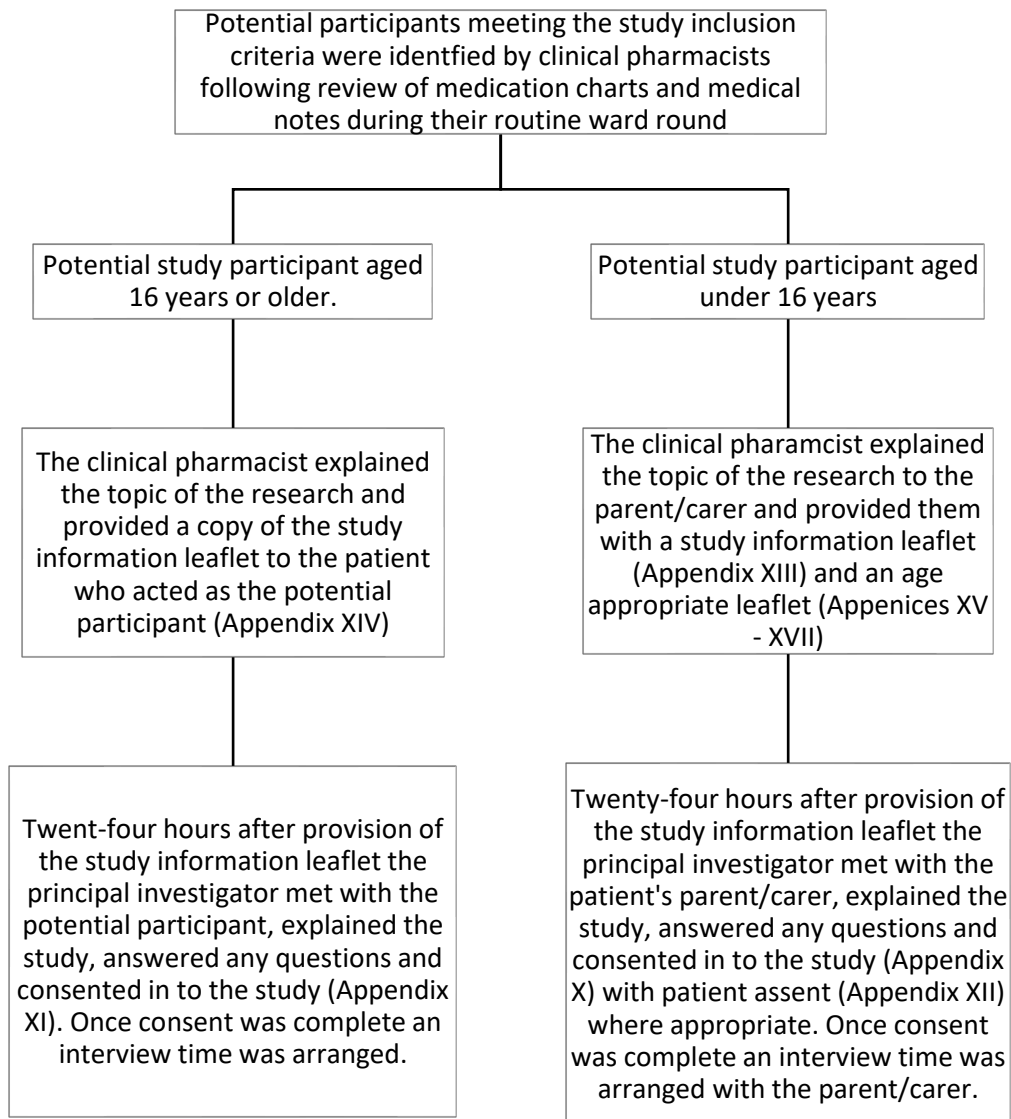 Potential participants meeting the study inclusion
criteria were identfied by clinical pharmacists
following review of medication charts and medical
notes during their routine ward round
Potential study participant aged
16 years or older.
Potential study participant aged
under 16 years
The clinical pharmacist explained
the topic of the research and
provided a copy of the study
information leaflet to the patient
who acted as the potential
participant (Appendix XIV)
The clinical pharamcist explained
the topic of the research to the
parent/carer and provided them
with a study information leaflet
(Appendix XIII) and an age
appropriate leaflet (Appenices XV
- XVII)
Twent-four hours after provision of
the study information leaflet the
principal investigator met with the
potential participant, explained the
study, answered any questions and
consented in to the study (Appendix
XI). Once consent was complete an
interview time was arranged.
Twenty-four hours after provision of
the study information leaflet the
principal investigator met with the
patient's parent/carer, explained the
study, answered any questions and
consented in to the study (Appendix
X) with patient assent (Appendix XII)
where appropriate. Once consent
was complete an interview time was
arranged with the parent/carer.